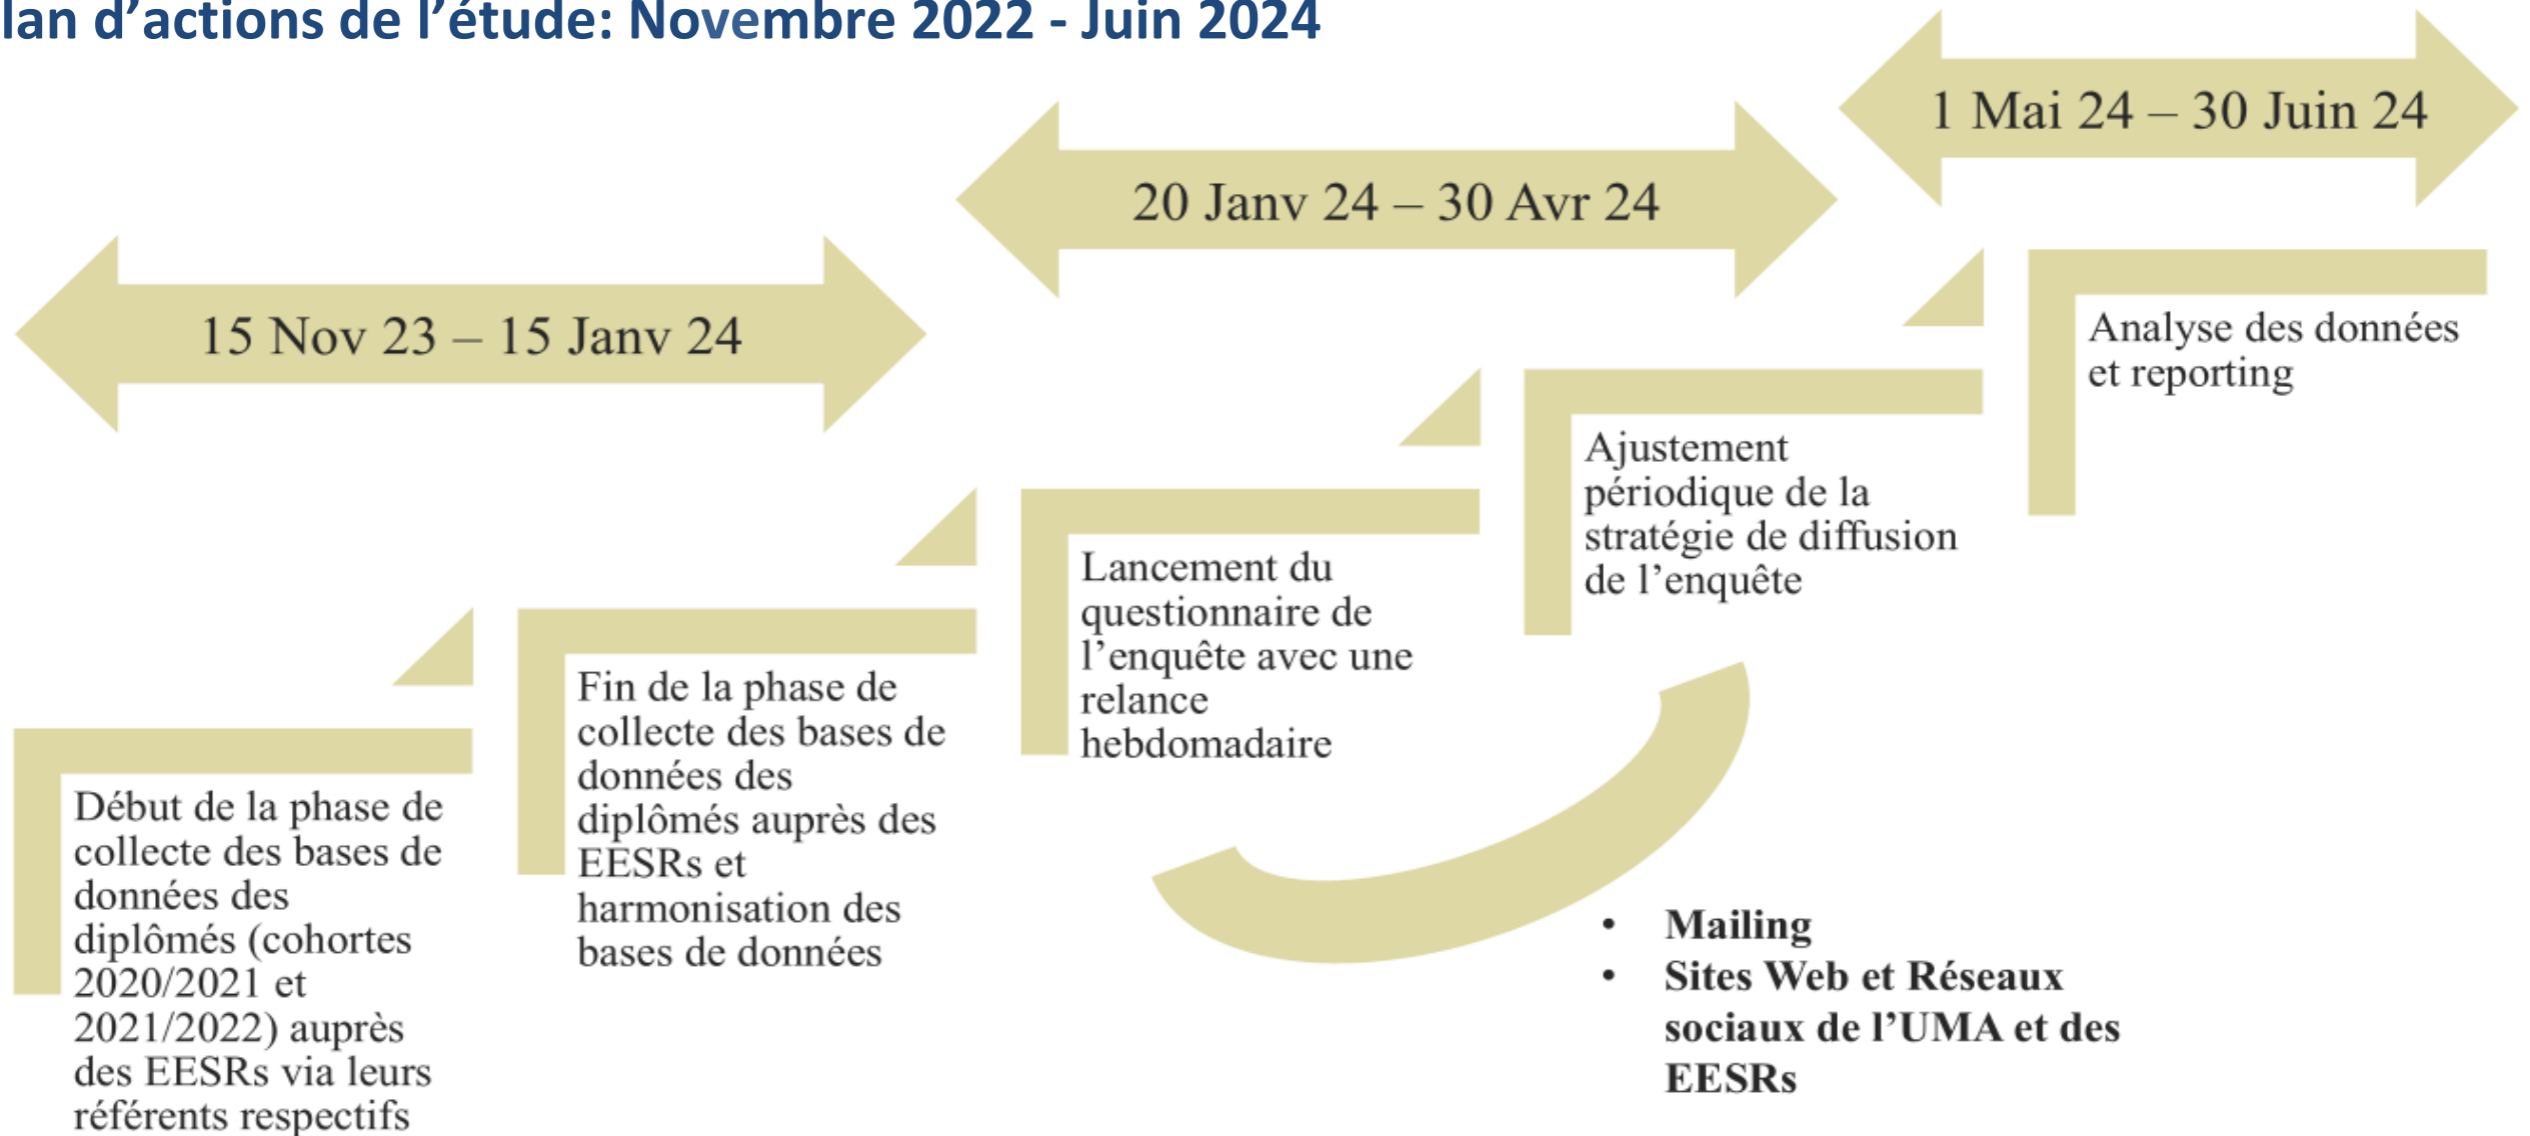 lan d’actions de l’étude: Novembre 2022 - Juin 2024
1 Mai 24 – 30 Juin 24
20 Janv 24 – 30 Avr 24
15 Nov 23 – 15 Janv 24
Début de la phase de
collecte des bases de
données des
diplômés (cohortes
2020/2021 et
2021/2022) auprès
des EESRs via leurs
référents respectifs
Fin de la phase de
collecte des bases de
données des
diplômés auprès des
EESRs et
harmonisation des
bases de données
Lancement du
questionnaire de
l’enquête avec une
relance
hebdomadaire
Ajustement
périodique de la
stratégie de diffusion
de l’enquête
Analyse des données
et reporting
• Mailing
• Sites Web et Réseaux
sociaux de l’UMA et des
EESRs